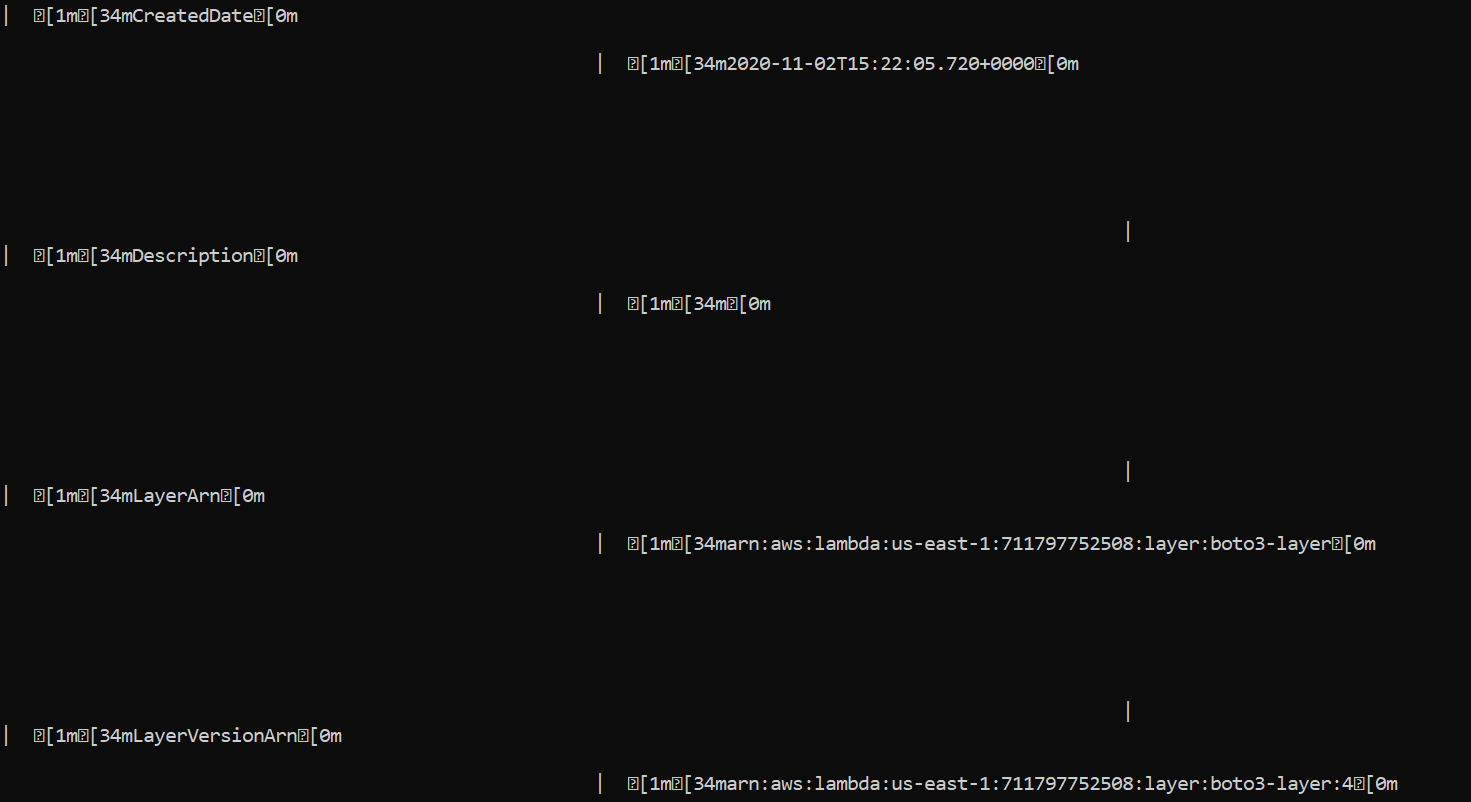 |  �[1m�[34mCreatedDate�[0m
|  �[1m�[34m2020-11-02T15:22:05.720+0000�[0m
|
|  �[1m�[34mDescription�[0m
|  �[1m�[34m�[0m
|
|  �[1m�[34mLayerArn�[0m
|  �[1m�[34marn:aws:lambda:us-east-1:711797752508:layer:boto3-layer�[0m
|
|  �[1m�[34mLayerVersionArn�[0m
|  �[1m�[34marn:aws:lambda:us-east-1:711797752508:layer:boto3-layer:4�[0m